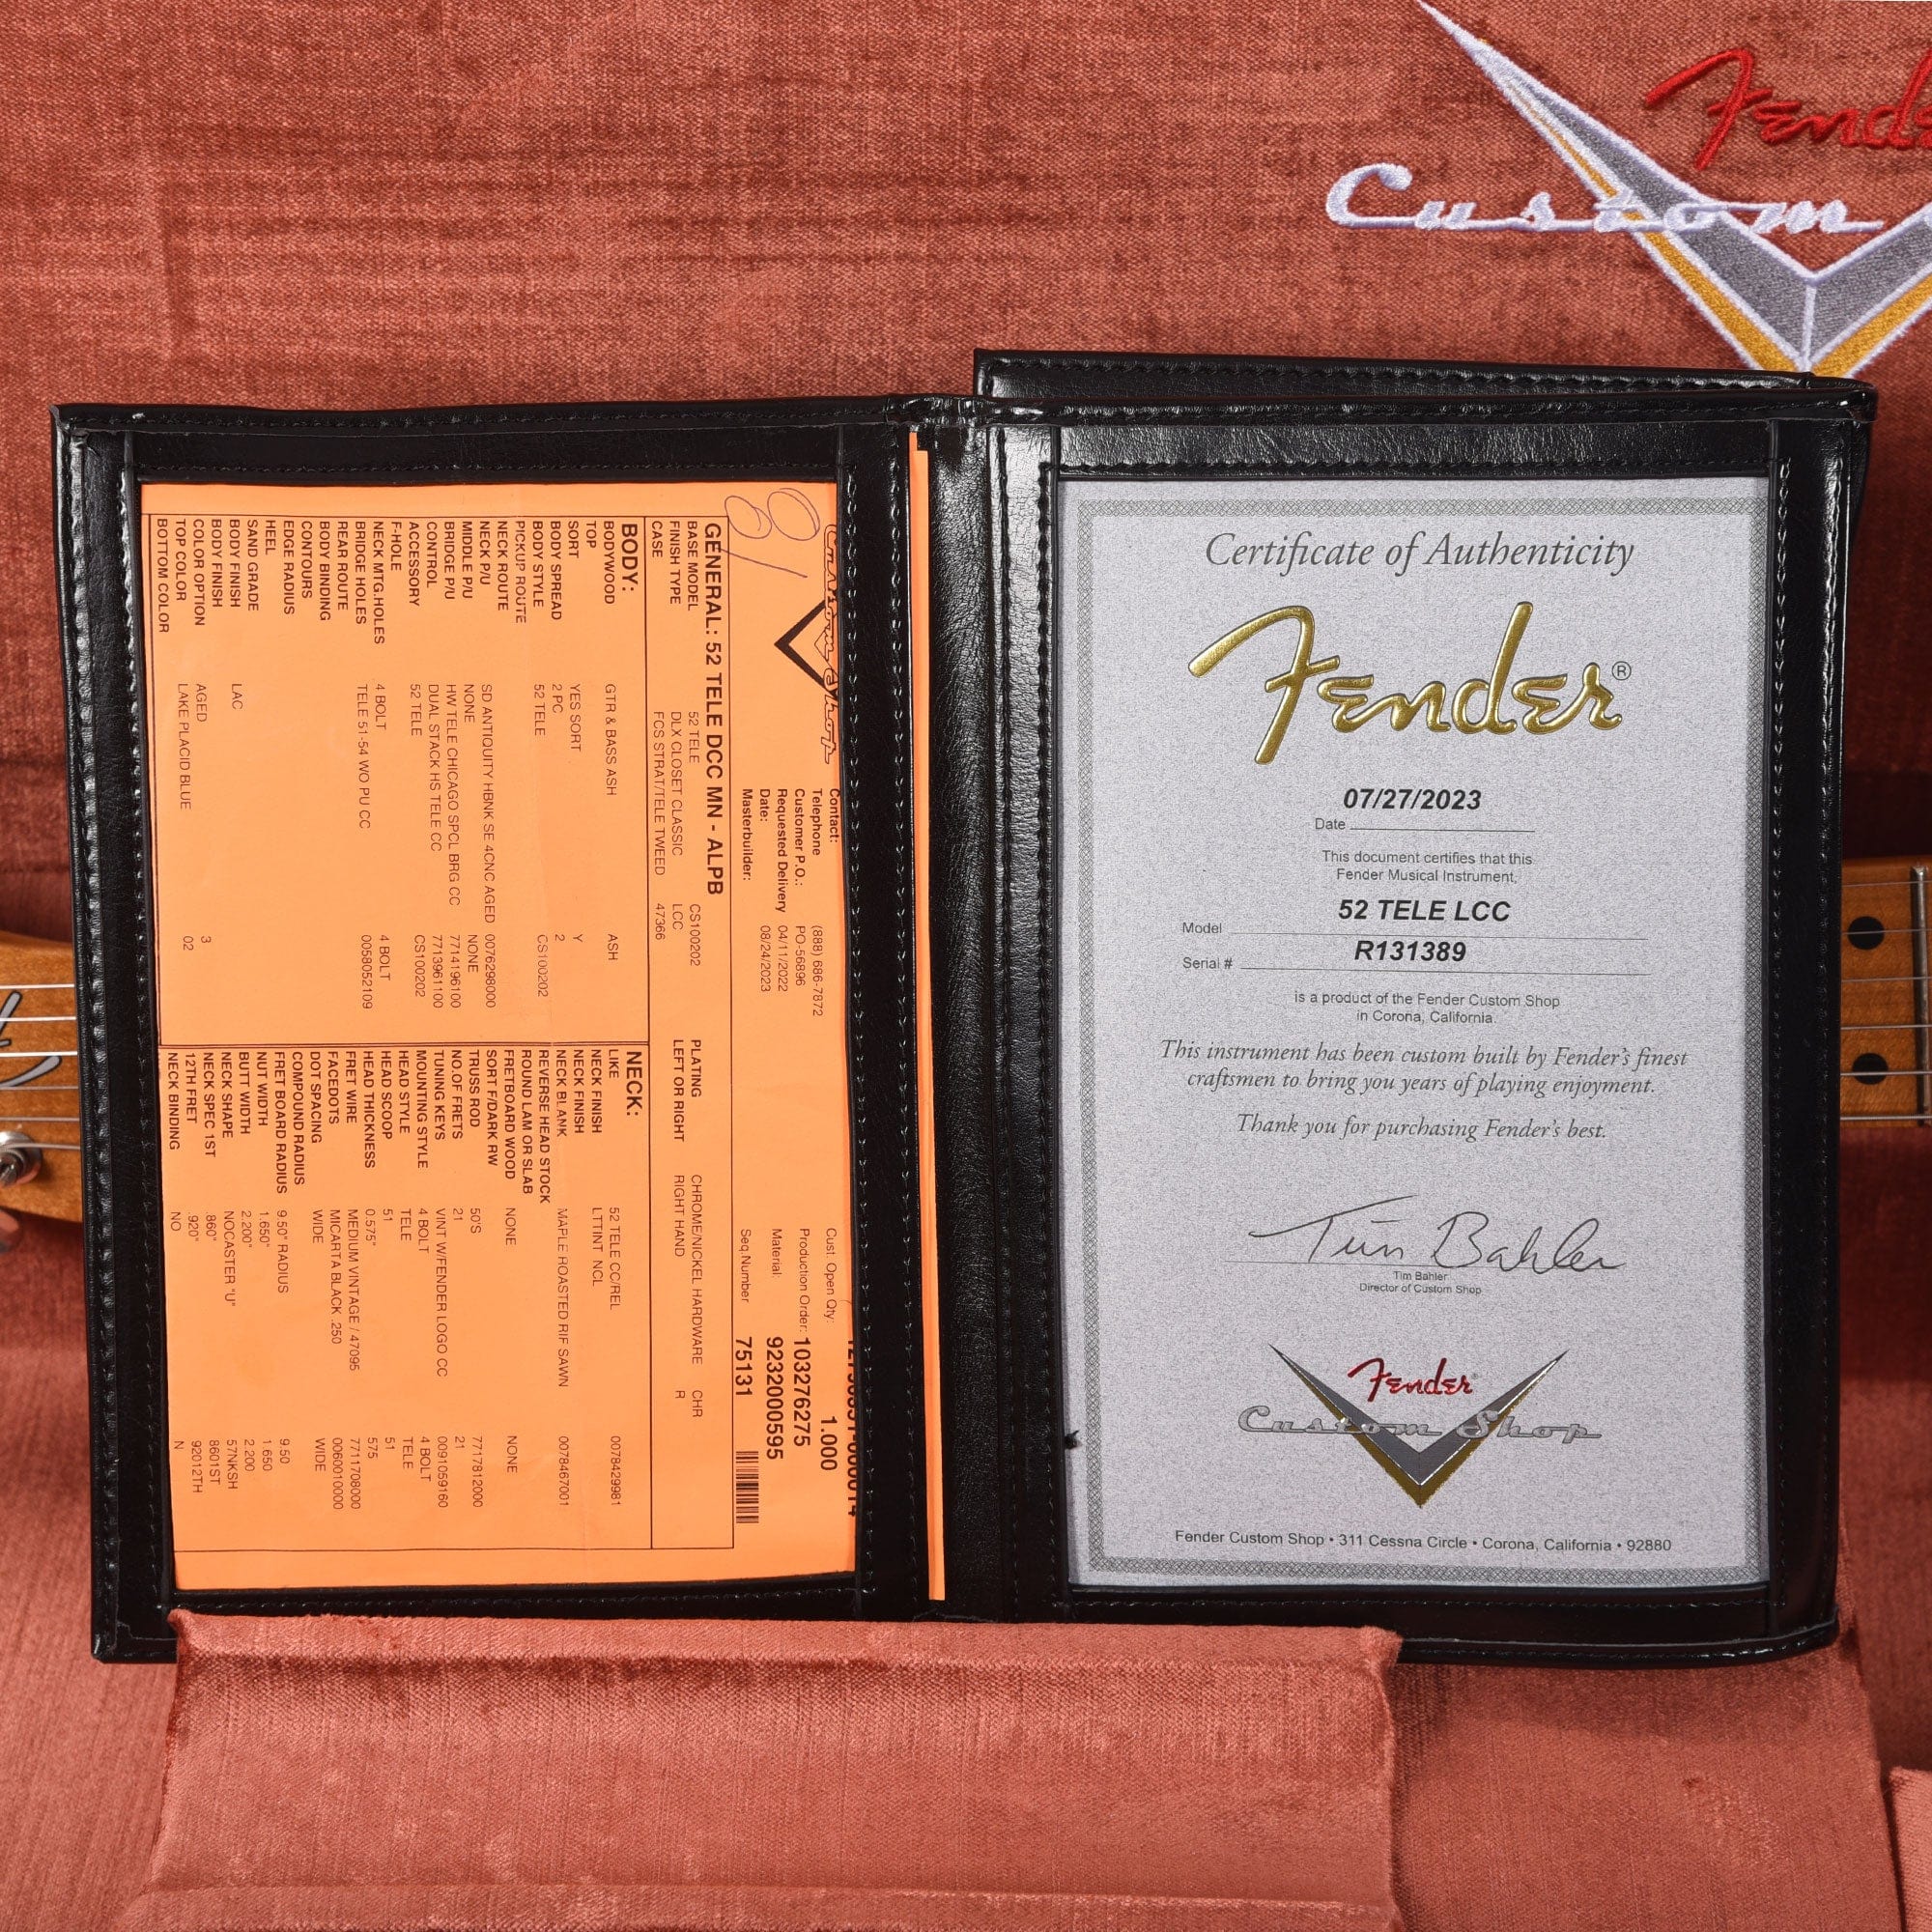 Fender
Custom
Custom Shop
Contact:
Telephone (888) 686-7872
Customer P.O.: PO-56896
Requested Delivery 04/11/2022
Date: 08/24/2023
Masterbuilder:
Cust. Open Qty: 1.000
Production Order: 103276275
Material: 9232000595
Seq.Number 75131
GENERAL: 52 TELE DCC MN - ALPB
BASE MODEL 52 TELE CS100202 PLATING CHROME/NICKEL HARDWARE CHR
FINISH TYPE DLX CLOSET CLASSIC LCC LEFT OR RIGHT RIGHT HAND R
CASE FCS STRAT/TELE TWEED 47366
BODY:
BODYWOOD GTR & BASS ASH ASH
TOP
SORT YES SORT Y
BODY SPREAD 2 PC 2
BODY STYLE 52 TELE CS100202
PICKUP ROUTE
NECK ROUTE
NECK P/U SD ANTIQUITY HBNK SE 4CNC AGED 0076298000
MIDDLE P/U NONE NONE
BRIDGE P/U HW TELE CHICAGO SPCL BRG CC 7714196100
CONTROL DUAL STACK HS TELE CC 7713961100
ACCESSORY 52 TELE CS100202
F-HOLE
NECK MTG.HOLES 4 BOLT 4 BOLT
BRIDGE HOLES TELE 51-54 WO PU CC 0058052109
REAR ROUTE
BODY BINDING
CONTOURS
EDGE RADIUS
HEEL
SAND GRADE
BODY FINISH LAC
BODY FINISH
COLOR OPTION AGED 3
TOP COLOR LAKE PLACID BLUE 02
BOTTOM COLOR
NECK:
LIKE 52 TELE CC/REL 0078429981
NECK FINISH LTTINT NCL
NECK FINISH
NECK BLANK MAPLE ROASTED RIF SAWN 0078467001
REVERSE HEAD STOCK
ROUND LAM OR SLAB
FRETBOARD WOOD NONE NONE
SORT F/DARK RW
TRUSS ROD 50'S 7717812000
NO.OF FRETS 21 21
TUNING KEYS VINT W/FENDER LOGO CC 0091059160
MOUNTING STYLE 4 BOLT 4 BOLT
HEAD STYLE TELE TELE
HEAD SCOOP 51 51
HEAD THICKNESS 0.575" 575
FRET WIRE MEDIUM VINTAGE / 47095 7711708000
FACEDOTS MICARTA BLACK .250 0060010000
DOT SPACING WIDE WIDE
COMPOUND RADIUS
FRET BOARD RADIUS 9.50" RADIUS 9.50
NUT WIDTH 1.650" 1.650
BUTT WIDTH 2.200" 2.200
NECK SHAPE NOCASTER "U" 57NKSH
NECK SPEC 1ST .860" 8601ST
12TH FRET .920" 92012TH
NECK BINDING NO N
Certificate of Authenticity
Fender®
07/27/2023
Date
This document certifies that this
Fender Musical Instrument,
52 TELE LCC
Model
R131389
Serial #
is a product of the Fender Custom Shop
in Corona, California.
This instrument has been custom built by Fender's finest
craftsmen to bring you years of playing enjoyment.
Thank you for purchasing Fender's best.
Tim Bahler
Tim Bahler
Director of Custom Shop
Fender
Custom Shop
Fender Custom Shop • 311 Cessna Circle • Corona, California • 92880